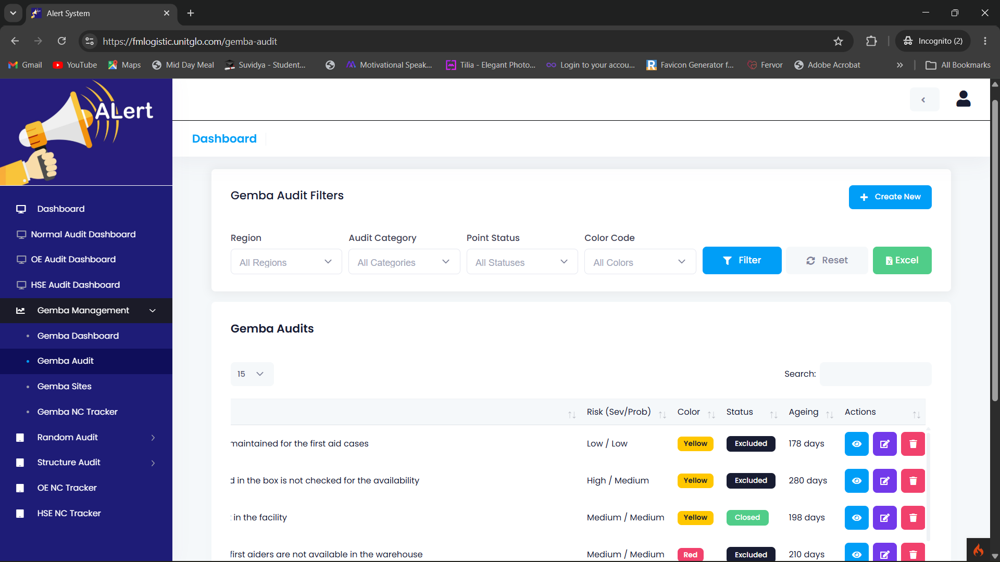 Alert System
https://fmlogistic.unitglo.com/gemba-audit
Incognito (2)
Gmail
YouTube
Maps
Mid Day Meal
Suvidya - Student...
Motivational Speak...
Tilia - Elegant Photo...
Login to your accou...
Favicon Generator f...
Fervor
Adobe Acrobat
All Bookmarks
ALert
Dashboard
Normal Audit Dashboard
OE Audit Dashboard
HSE Audit Dashboard
Gemba Management
Gemba Dashboard
Gemba Audit
Gemba Sites
Gemba NC Tracker
Random Audit
Structure Audit
OE NC Tracker
HSE NC Tracker
Dashboard
Gemba Audit Filters
Create New
Region
Audit Category
Point Status
Color Code
All Regions
All Categories
All Statuses
All Colors
Filter
Reset
Excel
Gemba Audits
15
Search:
Risk (Sev/Prob) Color Status Ageing Actions
maintained for the first aid cases Low / Low Yellow Excluded 178 days
d in the box is not checked for the availability High / Medium Yellow Excluded 280 days
in the facility Medium / Medium Yellow Closed 198 days
first aiders are not available in the warehouse Medium / Medium Red Excluded 210 days